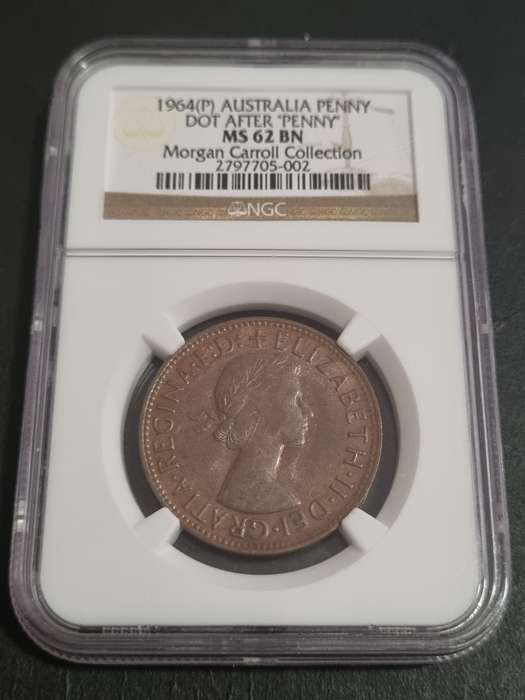 1964(P) AUSTRALIA PENNY
DOT AFTER "PENNY"
MS 62 BN
Morgan Carroll Collection
2797705-002
NGC
+ELIZABETH·II·DEI·GRATIA·REGINA·F:D: